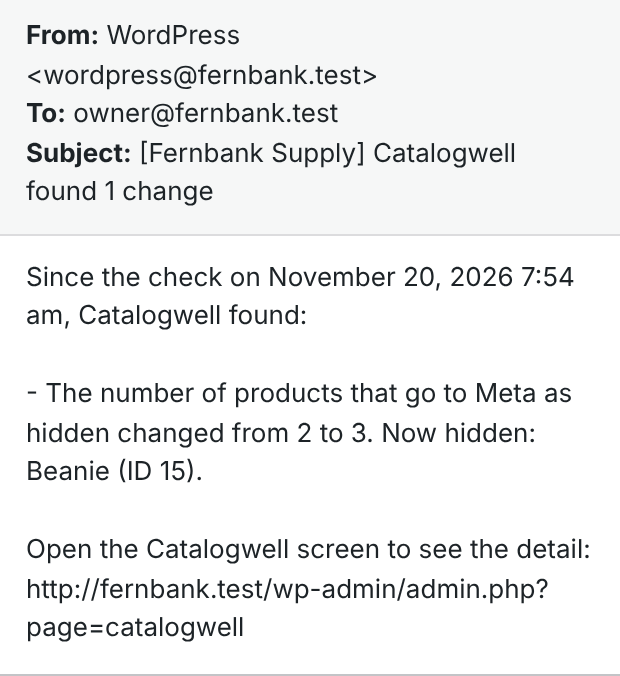 From: WordPress
<wordpress@fernbank.test>
To: owner@fernbank.test
Subject: [Fernbank Supply] Catalogwell
found 1 change
Since the check on November 20, 2026 7:54
am, Catalogwell found:
- The number of products that go to Meta as
hidden changed from 2 to 3. Now hidden:
Beanie (ID 15).
Open the Catalogwell screen to see the detail:
http://fernbank.test/wp-admin/admin.php?
page=catalogwell